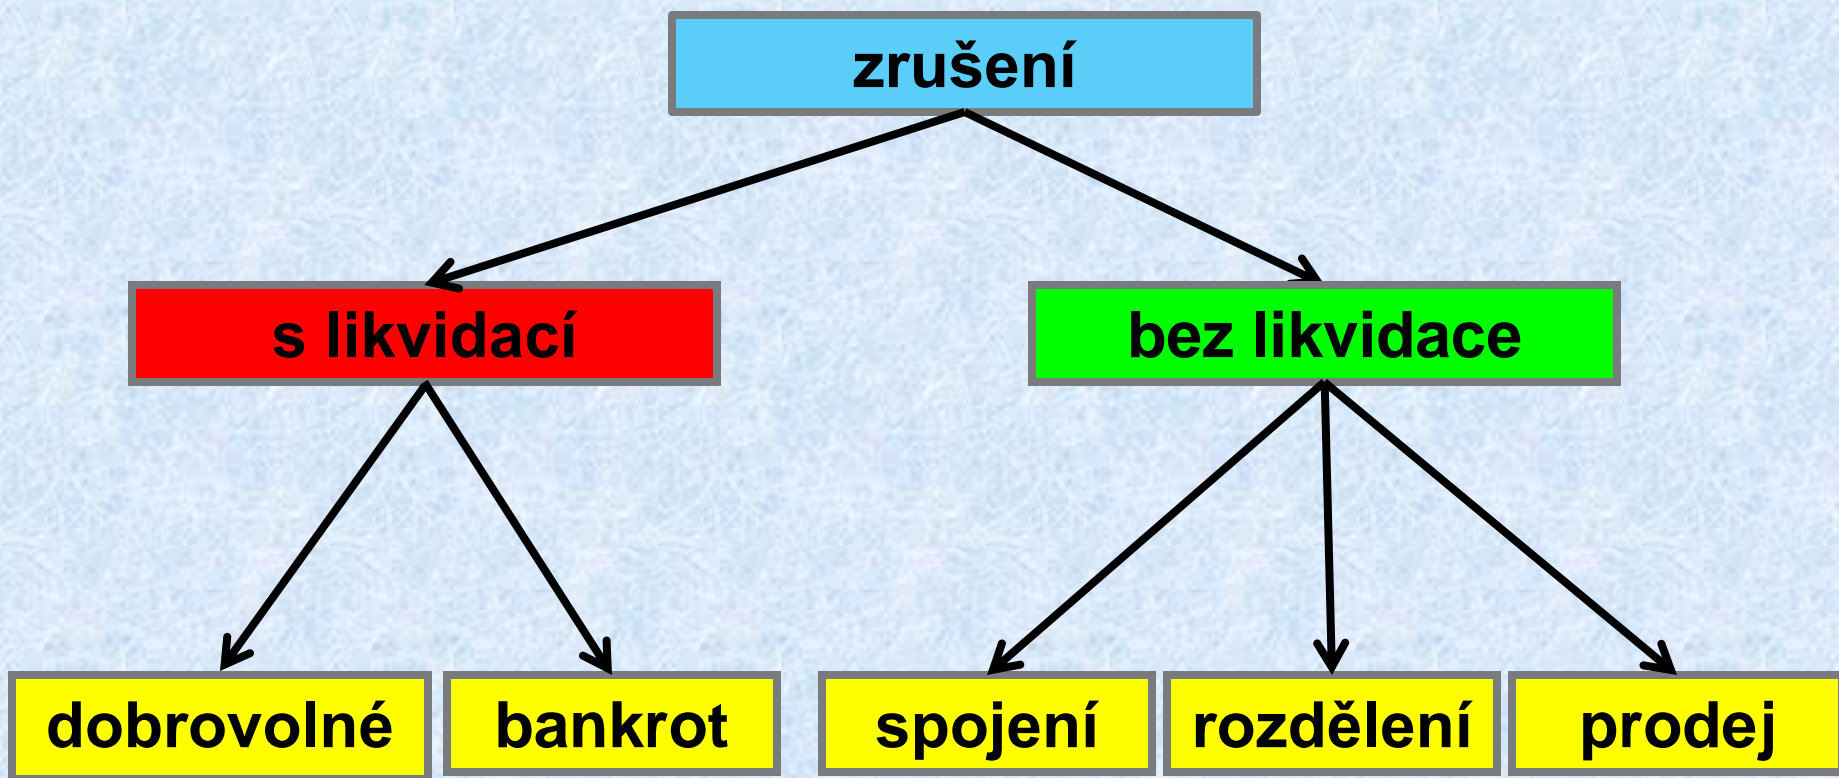 zrušení
s likvidací
bez likvidace
dobrovolné
bankrot
spojení
rozdělení
prodej